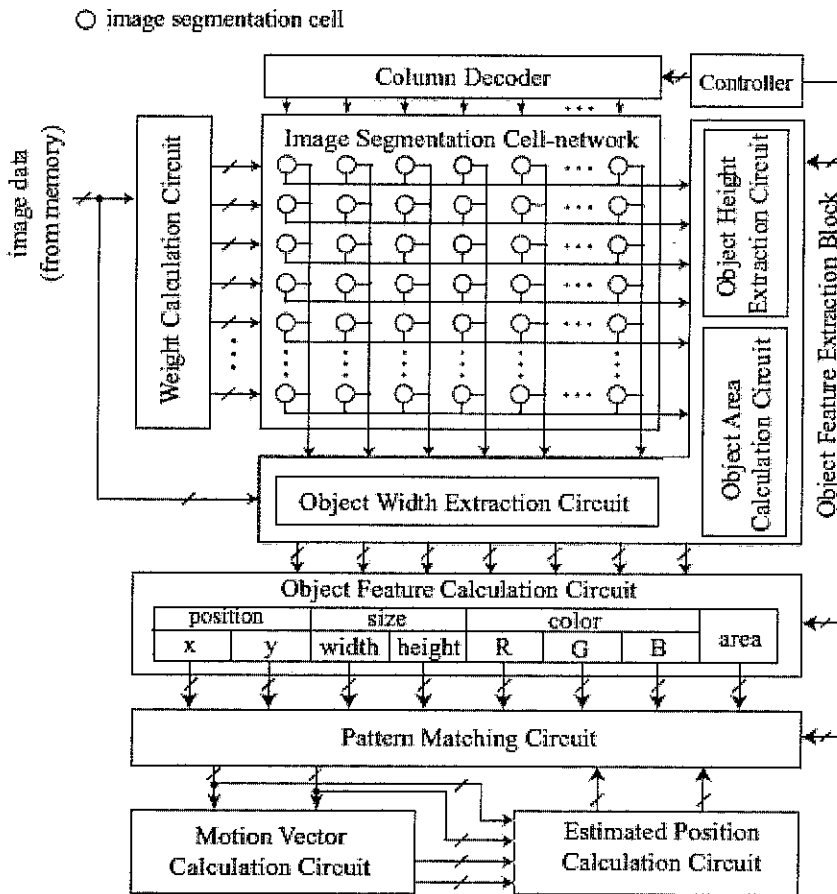 image segmentation cell
Column Decoder
Controller
image data
(from memory)
Weight Calculation Circuit
Image Segmentation Cell-network
Object Height
Extraction Circuit
Object Area
Calculation Circuit
Object Feature Extraction Block
Object Width Extraction Circuit
Object Feature Calculation Circuit
position size color area
x y width height R G B
Pattern Matching Circuit
Motion Vector
Calculation Circuit
Estimated Position
Calculation Circuit